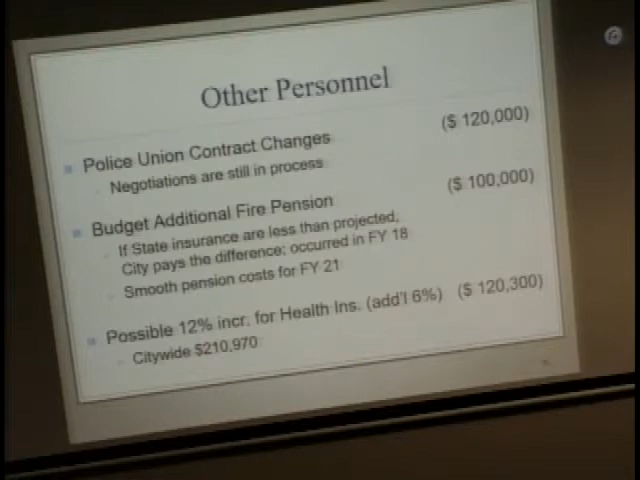 Other Personnel
Police Union Contract Changes ($ 120,000)
Negotiations are still in process
Budget Additional Fire Pension ($ 100,000)
If State insurance are less than projected,
City pays the difference; occurred in FY 18
Smooth pension costs for FY 21
Possible 12% incr. for Health Ins. (add'l 6%) ($ 120,300)
Citywide $210,970